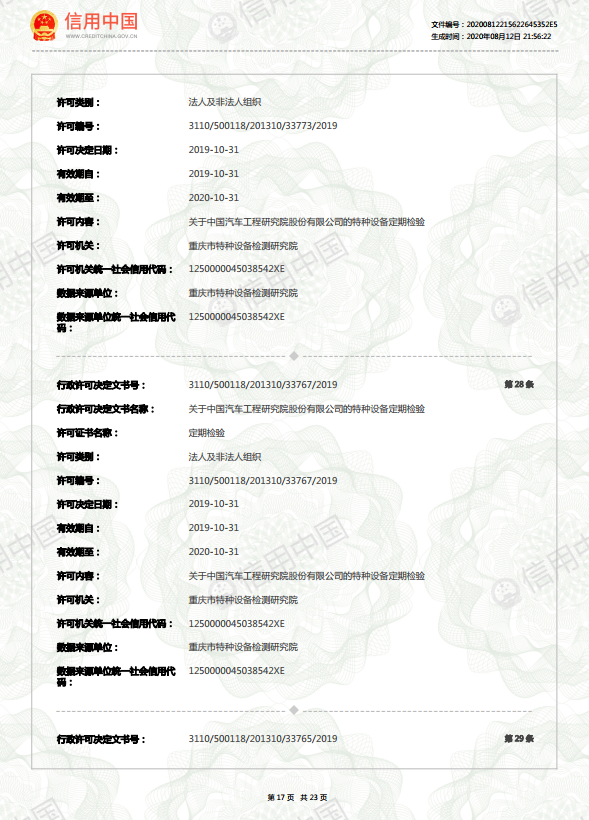 信用中国
WWW.CREDITCHINA.GOV.CN
文件编号：2020081221562264535​2E5
生成时间：2020年08月12日 21:56:22
许可类别： 法人及非法人组织
许可编号： 3110/500118/201310/33773/2019
许可决定日期： 2019-10-31
有效期自： 2019-10-31
有效期至： 2020-10-31
许可内容： 关于中国汽车工程研究院股份有限公司的特种设备定期检验
许可机关： 重庆市特种设备检测研究院
许可机关统一社会信用代码： 1250000045038542XE
数据来源单位： 重庆市特种设备检测研究院
数据来源单位统一社会信用代 1250000045038542XE
码：
行政许可决定文书号： 3110/500118/201310/33767/2019 第 28 条
行政许可决定文书名称： 关于中国汽车工程研究院股份有限公司的特种设备定期检验
许可证书名称： 定期检验
许可类别： 法人及非法人组织
许可编号： 3110/500118/201310/33767/2019
许可决定日期： 2019-10-31
有效期自： 2019-10-31
有效期至： 2020-10-31
许可内容： 关于中国汽车工程研究院股份有限公司的特种设备定期检验
许可机关： 重庆市特种设备检测研究院
许可机关统一社会信用代码： 1250000045038542XE
数据来源单位： 重庆市特种设备检测研究院
数据来源单位统一社会信用代 1250000045038542XE
码：
行政许可决定文书号： 3110/500118/201310/33765/2019 第 29 条
第 17 页 共 23 页